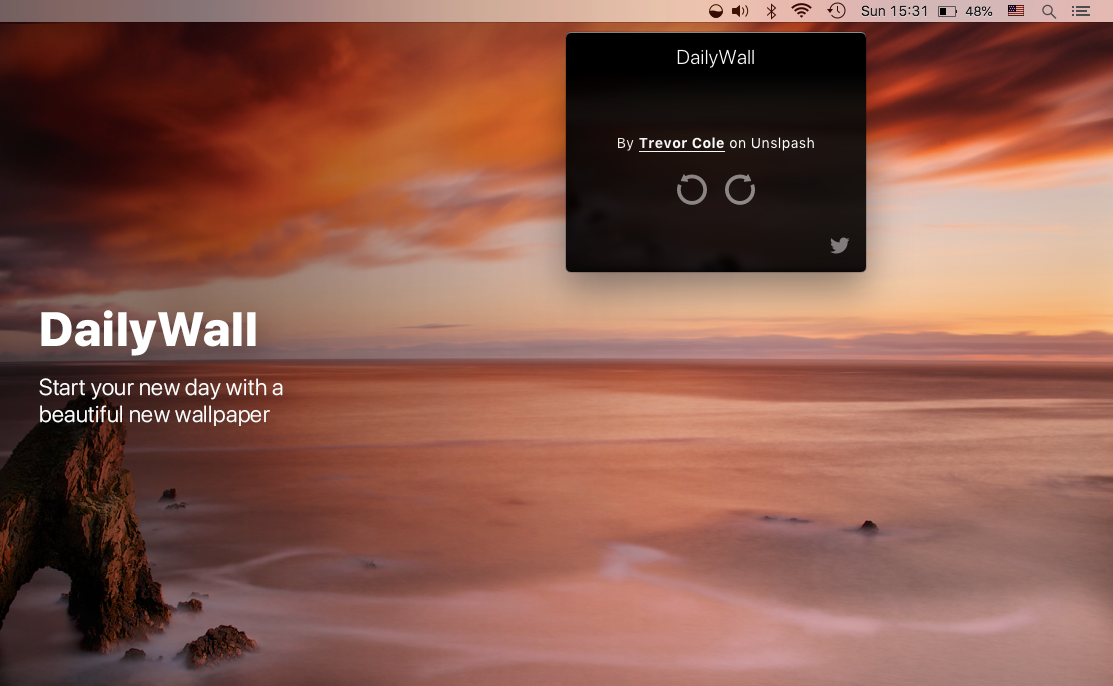 Sun 15:31 48%
DailyWall
By Trevor Cole on Unslpash
DailyWall
Start your new day with a
beautiful new wallpaper